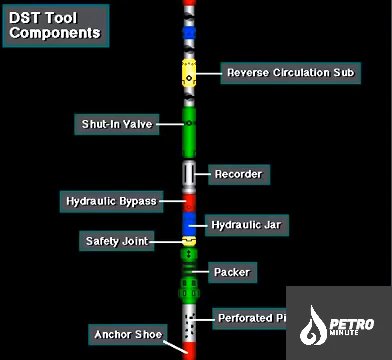 DST Tool
Components
Reverse Circulation Sub
Shut-In Valve
Recorder
Hydraulic Bypass
Hydraulic Jar
Safety Joint
Packer
Perforated
Anchor Shoe
PETRO
MINUTE